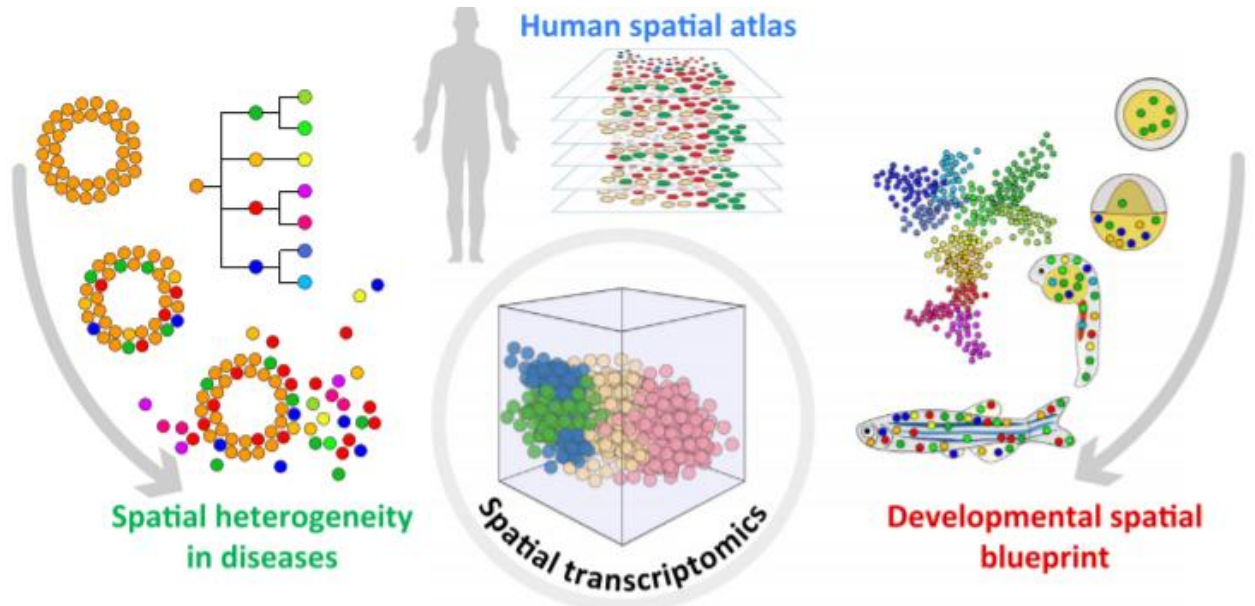 Human spatial atlas
Spatial heterogeneity
in diseases
Spatial transcriptomics
Developmental spatial
blueprint